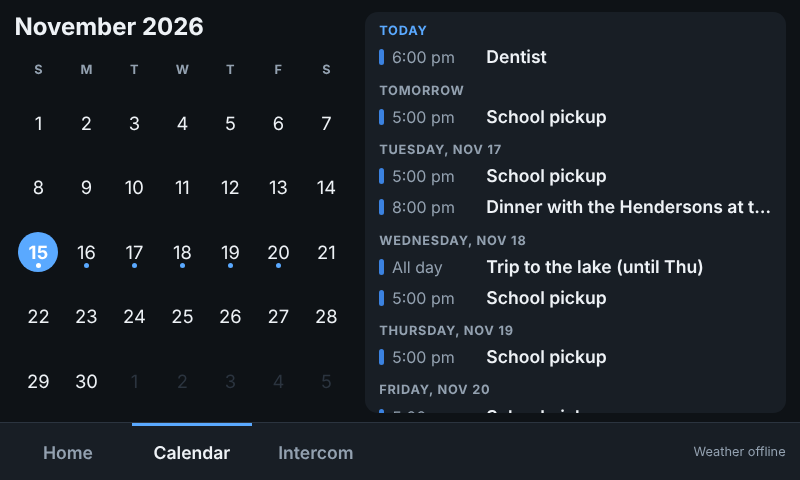 November 2026
S M T W T F S
1 2 3 4 5 6 7
8 9 10 11 12 13 14
15 16 17 18 19 20 21
22 23 24 25 26 27 28
29 30 1 2 3 4 5
TODAY
6:00 pm Dentist
TOMORROW
5:00 pm School pickup
TUESDAY, NOV 17
5:00 pm School pickup
8:00 pm Dinner with the Hendersons at t...
WEDNESDAY, NOV 18
All day Trip to the lake (until Thu)
5:00 pm School pickup
THURSDAY, NOV 19
5:00 pm School pickup
FRIDAY, NOV 20
Home Calendar Intercom Weather offline